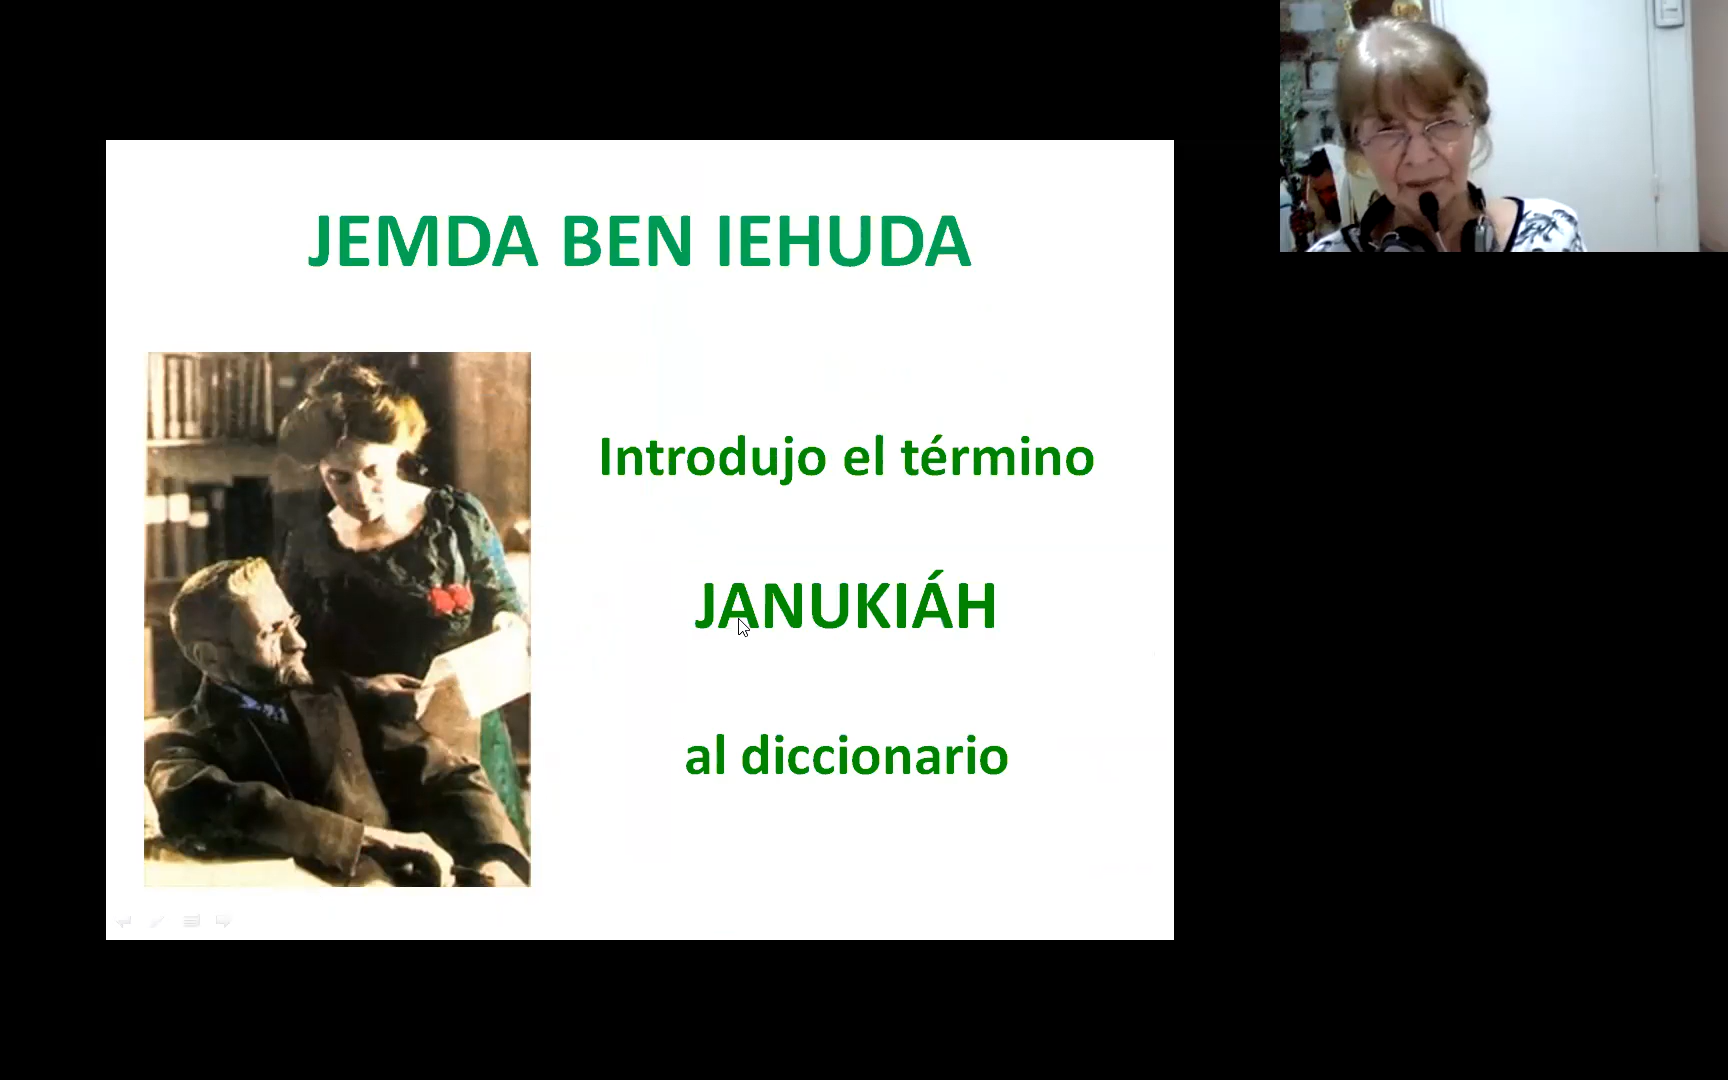 JEMDA BEN IEHUDA
Introdujo el término
JANUKIÁH
al diccionario